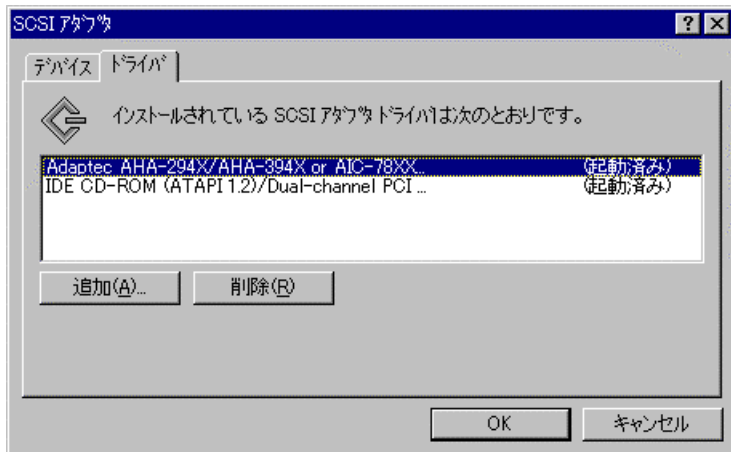 SCSI ｱﾀﾞﾌﾟﾀ
ﾃﾞﾊﾞｲｽ ﾄﾞﾗｲﾊﾞ
ｲﾝｽﾄｰﾙされている SCSI ｱﾀﾞﾌﾟﾀ ﾄﾞﾗｲﾊﾞは次のとおりです。
Adaptec AHA-294X/AHA-394X or AIC-78XX... (起動済み)
IDE CD-ROM (ATAPI 1.2)/Dual-channel PCI ... (起動済み)
追加(A)... 削除(R)
OK キャンセル